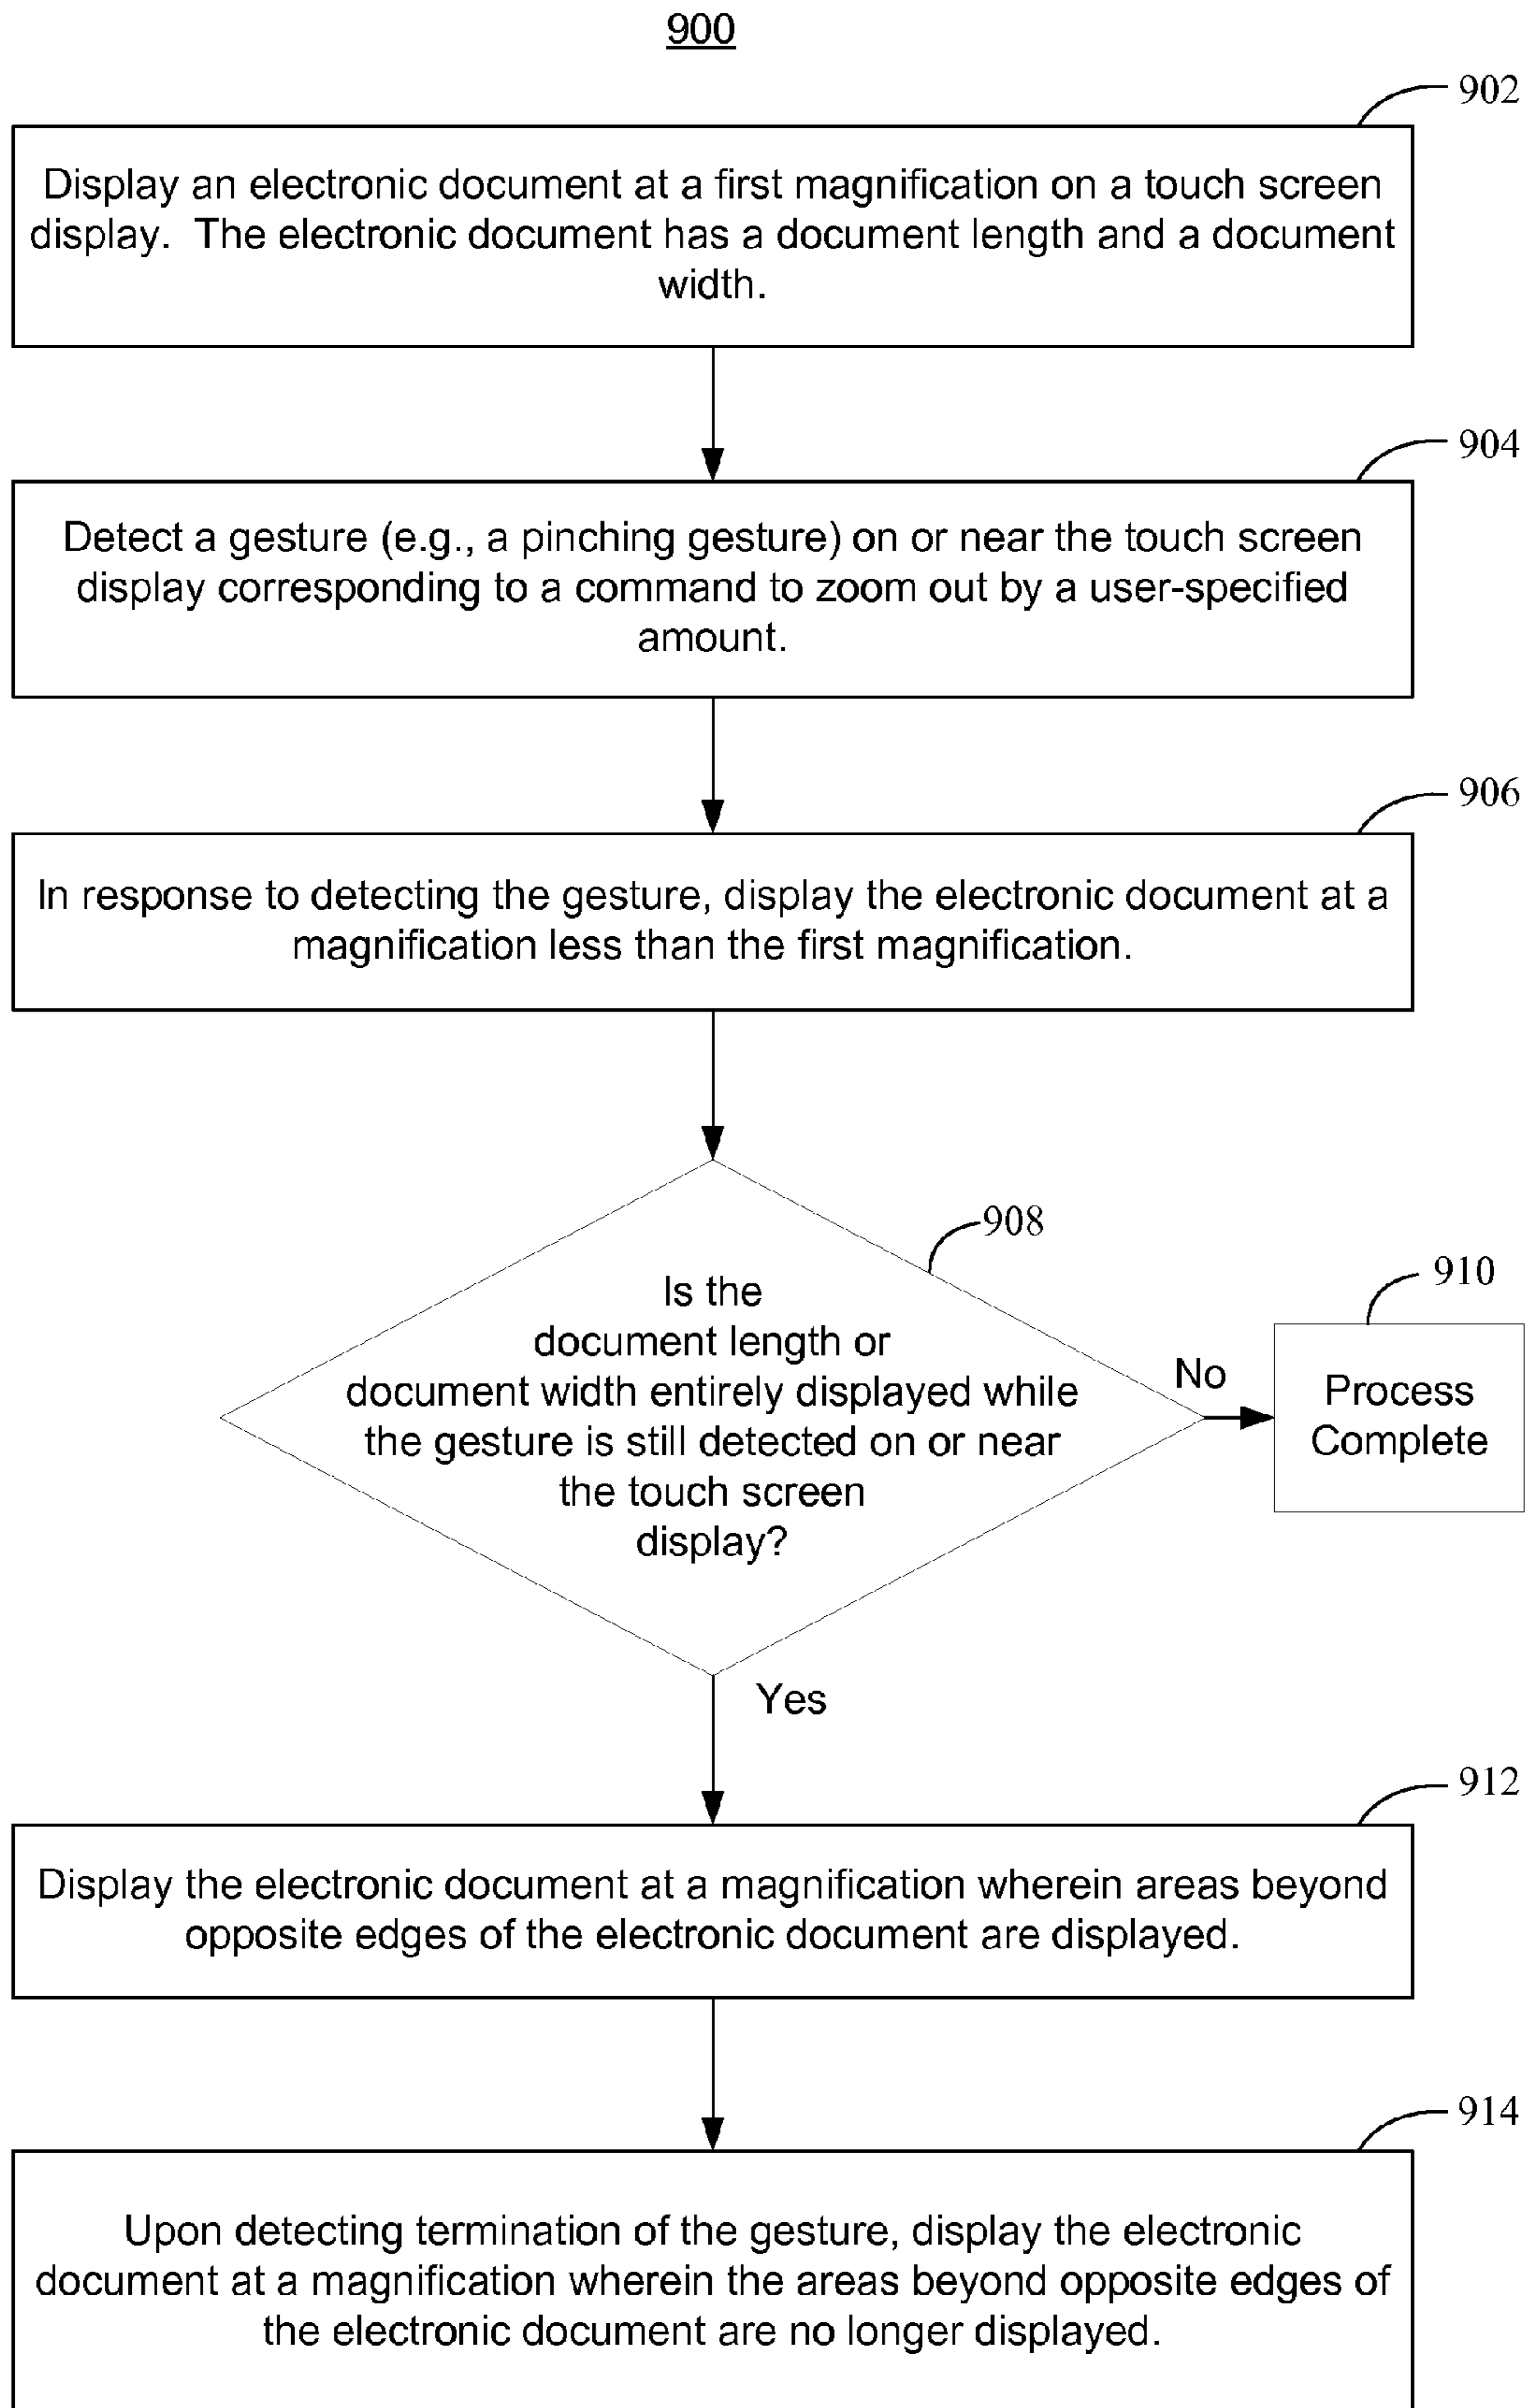 900
902
Display an electronic document at a first magnification on a touch screen
display.  The electronic document has a document length and a document
width.
904
Detect a gesture (e.g., a pinching gesture) on or near the touch screen
display corresponding to a command to zoom out by a user-specified
amount.
906
In response to detecting the gesture, display the electronic document at a
magnification less than the first magnification.
908
Is the
document length or
document width entirely displayed while
the gesture is still detected on or near
the touch screen
display?
No
910
Process
Complete
Yes
912
Display the electronic document at a magnification wherein areas beyond
opposite edges of the electronic document are displayed.
914
Upon detecting termination of the gesture, display the electronic
document at a magnification wherein the areas beyond opposite edges of
the electronic document are no longer displayed.